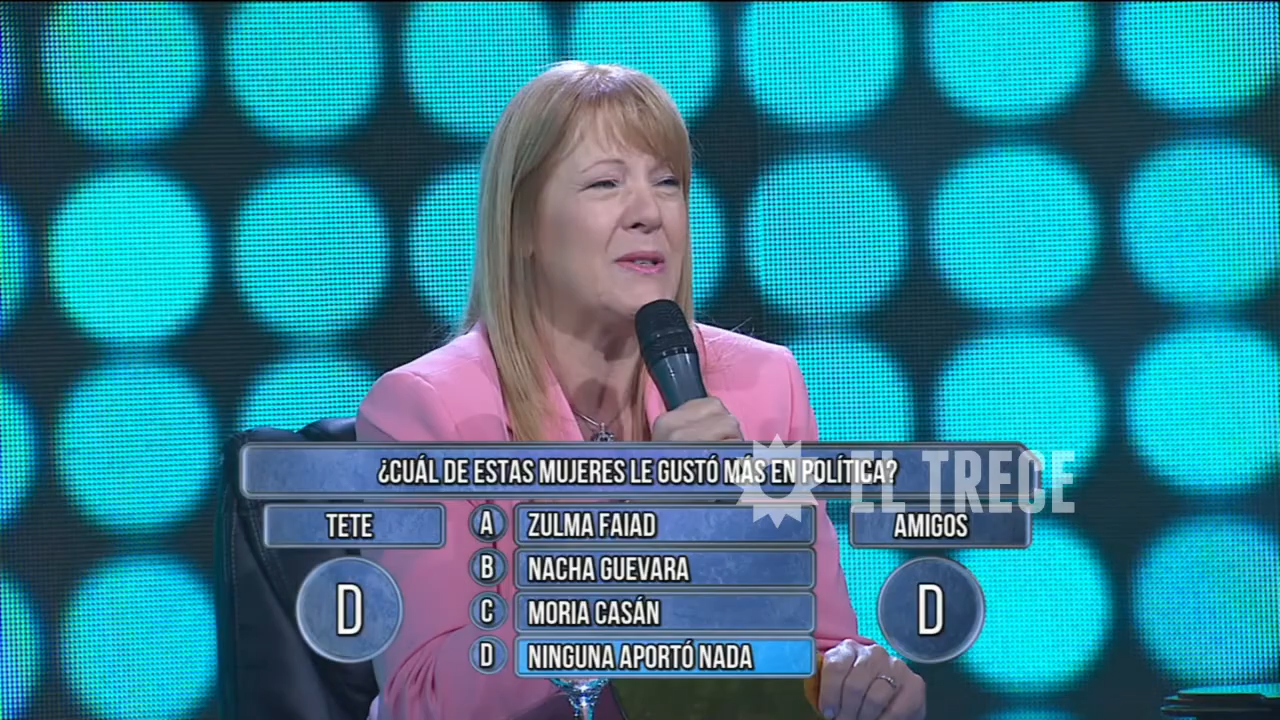 ¿CUÁL DE ESTAS MUJERES LE GUSTÓ MÁS EN POLÍTICA?
EL TRECE
TETE
A ZULMA FAIAD
AMIGOS
B NACHA GUEVARA
D
C MORIA CASÁN
D
D NINGUNA APORTÓ NADA